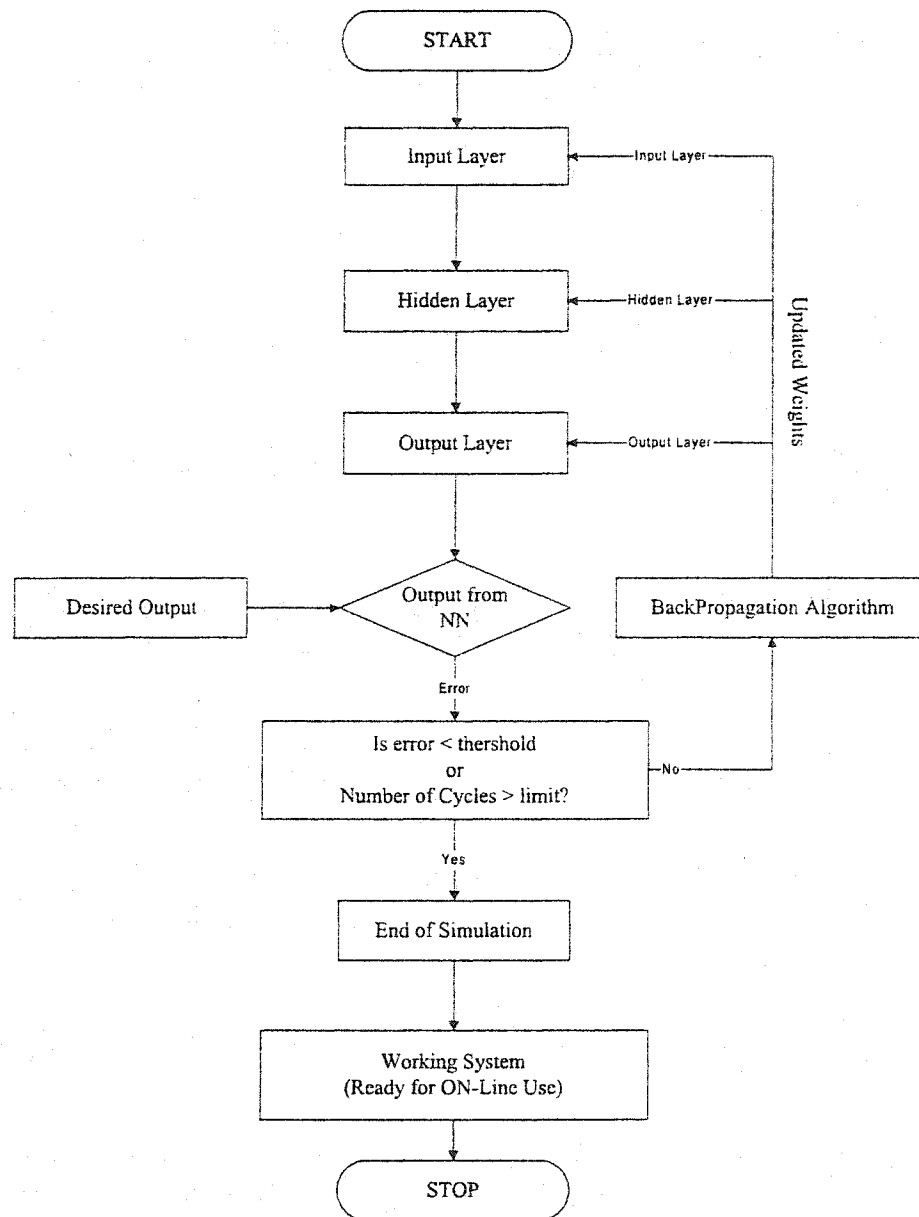 START
Input Layer
Input Layer
Hidden Layer
Hidden Layer
Updated Weights
Output Layer
Output Layer
Desired Output
Output from
NN
BackPropagation Algorithm
Error
Is error < thershold
or
Number of Cycles > limit?
No
Yes
End of Simulation
Working System
(Ready for ON-Line Use)
STOP